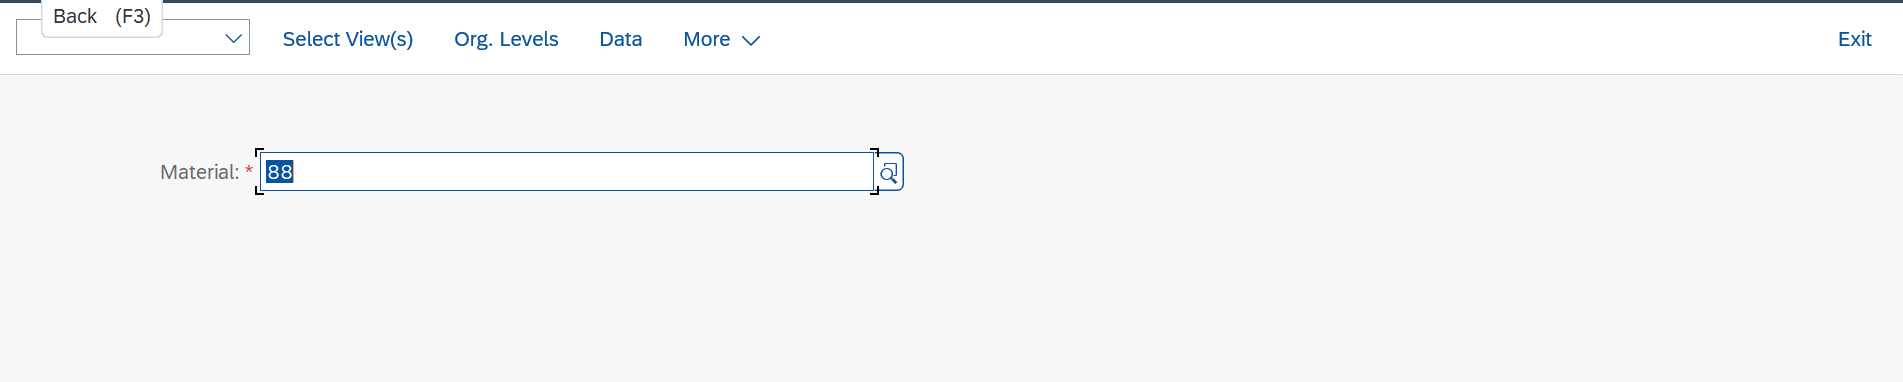 Back (F3)
Select View(s) Org. Levels Data More Exit
Material: * 88